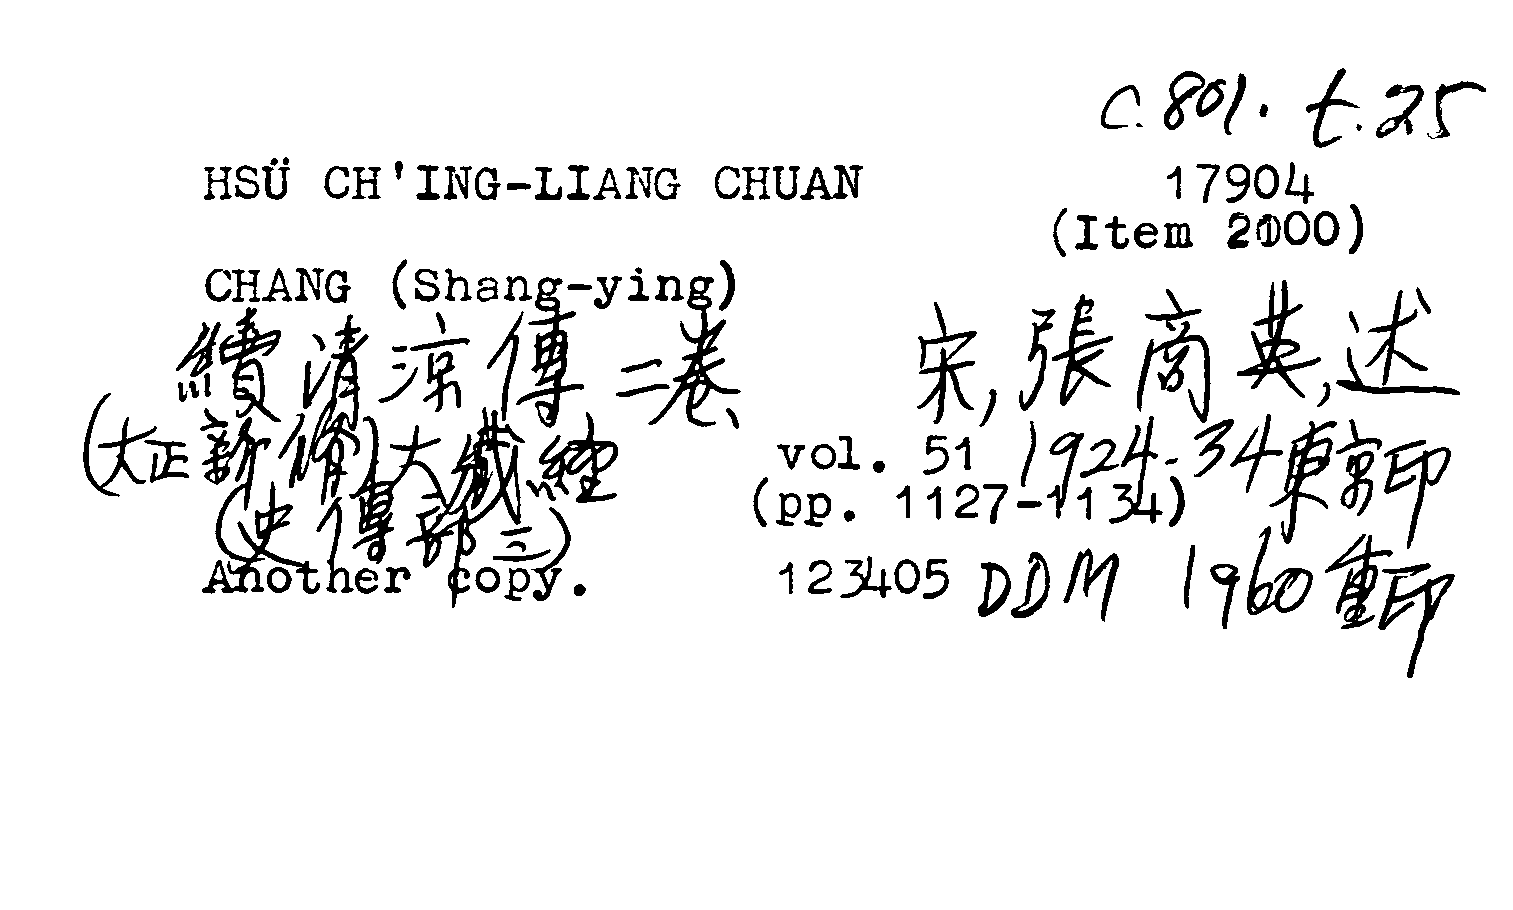 C.801. t.25
HSÜ CH'ING-LIANG CHUAN 17904
(Item 2100)
CHANG (Shang-ying)
續清涼傳二卷 宋,張商英,述
(大正新脩)大藏經 vol. 51 1924-34東京印
(史傳部三) (pp. 1127-1134)
Another copy. 123405 DDM 1960重印